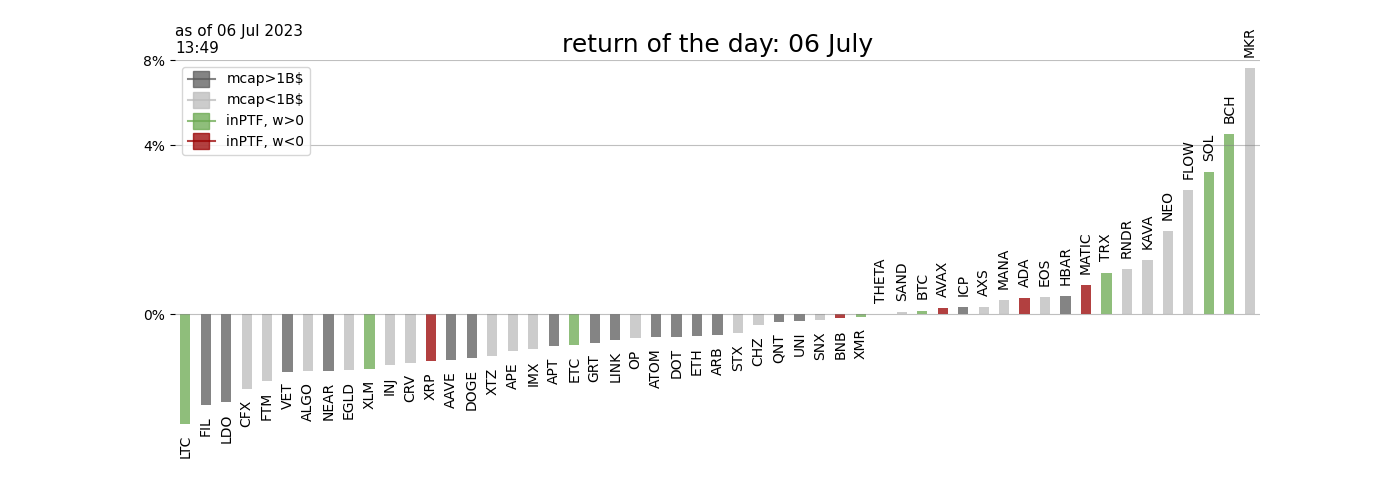 as of 06 Jul 2023
13:49
return of the day: 06 July
8%
4%
0%
mcap>1B$
mcap<1B$
inPTF, w>0
inPTF, w<0
LTC
FIL
LDO
CFX
FTM
VET
ALGO
NEAR
EGLD
XLM
INJ
CRV
XRP
AAVE
DOGE
XTZ
APE
IMX
APT
ETC
GRT
LINK
OP
ATOM
DOT
ETH
ARB
STX
CHZ
QNT
UNI
SNX
BNB
XMR
THETA
SAND
BTC
AVAX
ICP
AXS
MANA
ADA
EOS
HBAR
MATIC
TRX
RNDR
KAVA
NEO
FLOW
SOL
BCH
MKR